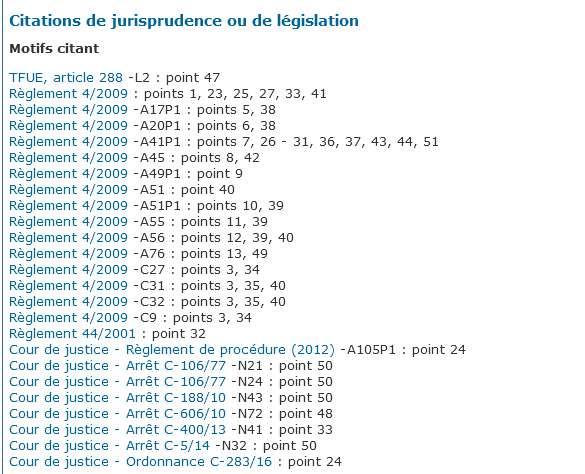 Citations de jurisprudence ou de législation
Motifs citant
TFUE, article 288 -L2 : point 47
Règlement 4/2009 : points 1, 23, 25, 27, 33, 41
Règlement 4/2009 -A17P1 : points 5, 38
Règlement 4/2009 -A20P1 : points 6, 38
Règlement 4/2009 -A41P1 : points 7, 26 - 31, 36, 37, 43, 44, 51
Règlement 4/2009 -A45 : points 8, 42
Règlement 4/2009 -A49P1 : point 9
Règlement 4/2009 -A51 : point 40
Règlement 4/2009 -A51P1 : points 10, 39
Règlement 4/2009 -A55 : points 11, 39
Règlement 4/2009 -A56 : points 12, 39, 40
Règlement 4/2009 -A76 : points 13, 49
Règlement 4/2009 -C27 : points 3, 34
Règlement 4/2009 -C31 : points 3, 35, 40
Règlement 4/2009 -C32 : points 3, 35, 40
Règlement 4/2009 -C9 : points 3, 34
Règlement 44/2001 : point 32
Cour de justice - Règlement de procédure (2012) -A105P1 : point 24
Cour de justice - Arrêt C-106/77 -N21 : point 50
Cour de justice - Arrêt C-106/77 -N24 : point 50
Cour de justice - Arrêt C-188/10 -N43 : point 50
Cour de justice - Arrêt C-606/10 -N72 : point 48
Cour de justice - Arrêt C-400/13 -N41 : point 33
Cour de justice - Arrêt C-5/14 -N32 : point 50
Cour de justice - Ordonnance C-283/16 : point 24